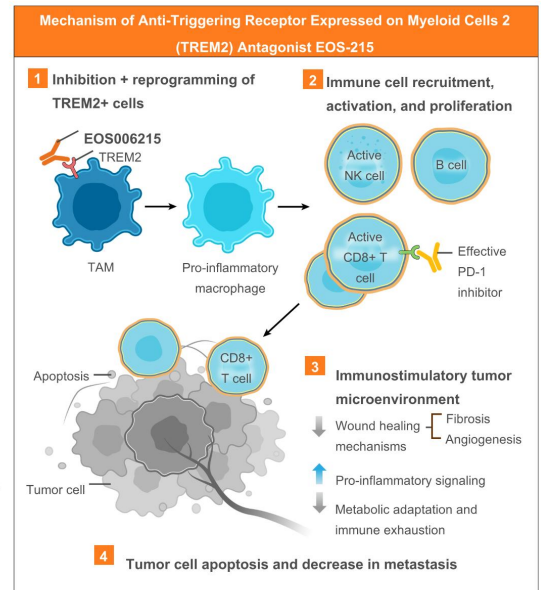 Mechanism of Anti-Triggering Receptor Expressed on Myeloid Cells 2
(TREM2) Antagonist EOS-215
1 Inhibition + reprogramming of
TREM2+ cells
EOS006215
TREM2
TAM
Pro-inflammatory
macrophage
2 Immune cell recruitment,
activation, and proliferation
Active
NK cell
B cell
Active
CD8+ T
cell
Effective
PD-1
inhibitor
CD8+
T cell
Apoptosis
Tumor cell
3 Immunostimulatory tumor
microenvironment
Wound healing
mechanisms
Fibrosis
Angiogenesis
Pro-inflammatory signaling
Metabolic adaptation and
immune exhaustion
4 Tumor cell apoptosis and decrease in metastasis